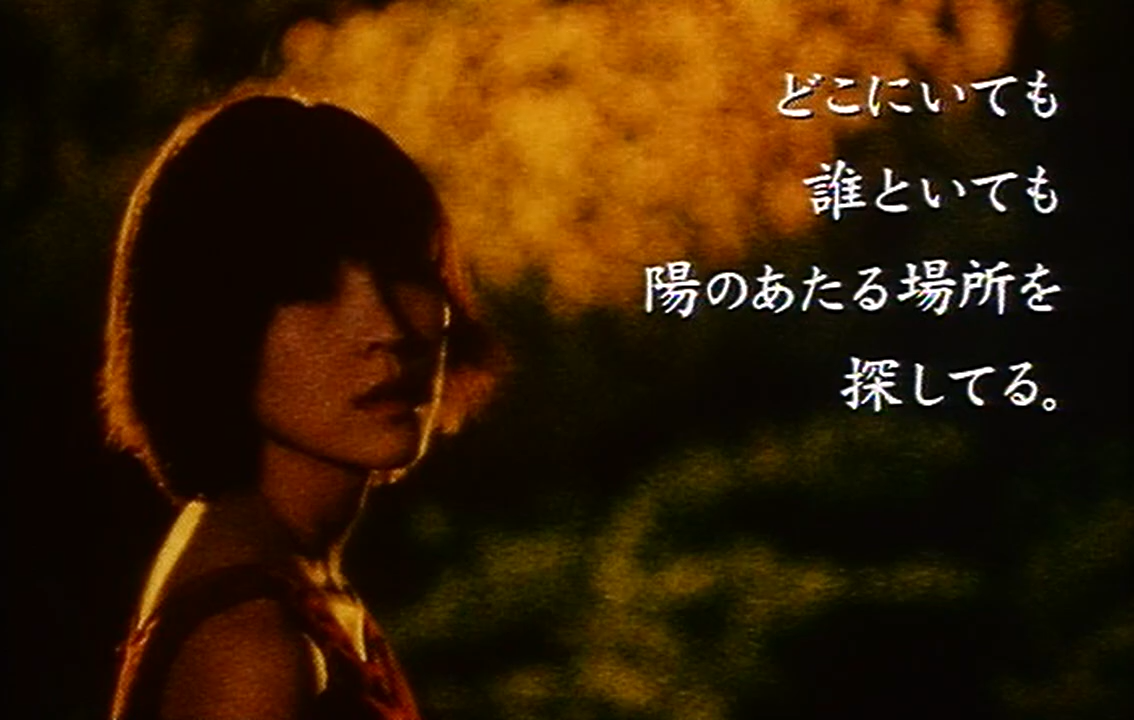 どこにいても
誰といても
陽のあたる場所を
探してる。